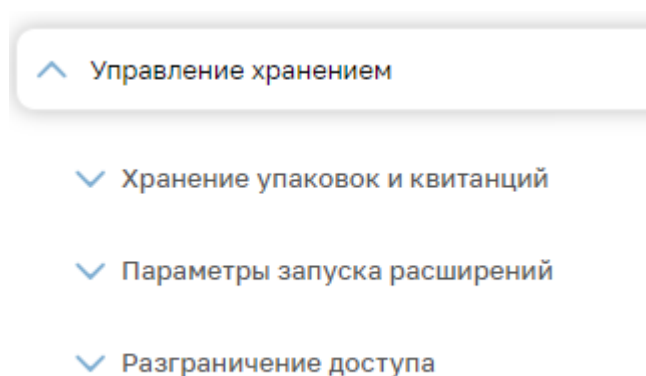 Управление хранением
Хранение упаковок и квитанций
Параметры запуска расширений
Разграничение доступа